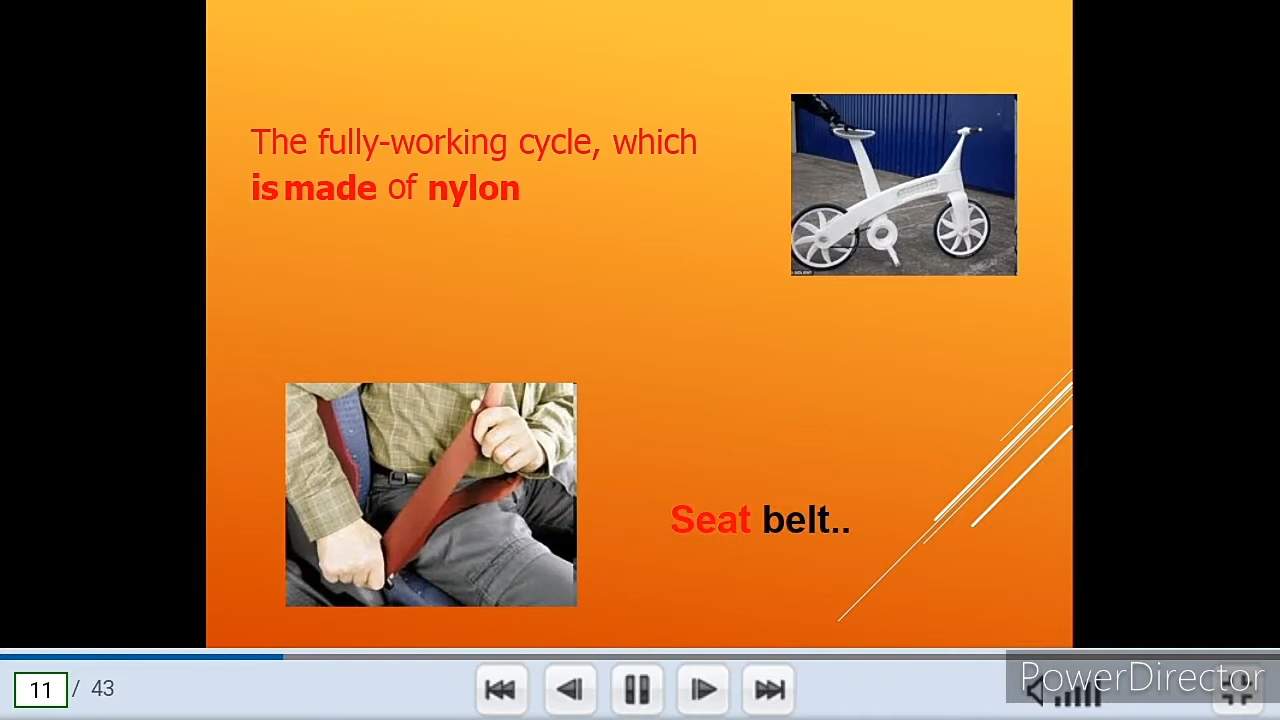 The fully-working cycle, which
is made of nylon
Seat belt..
11 / 43
PowerDirector